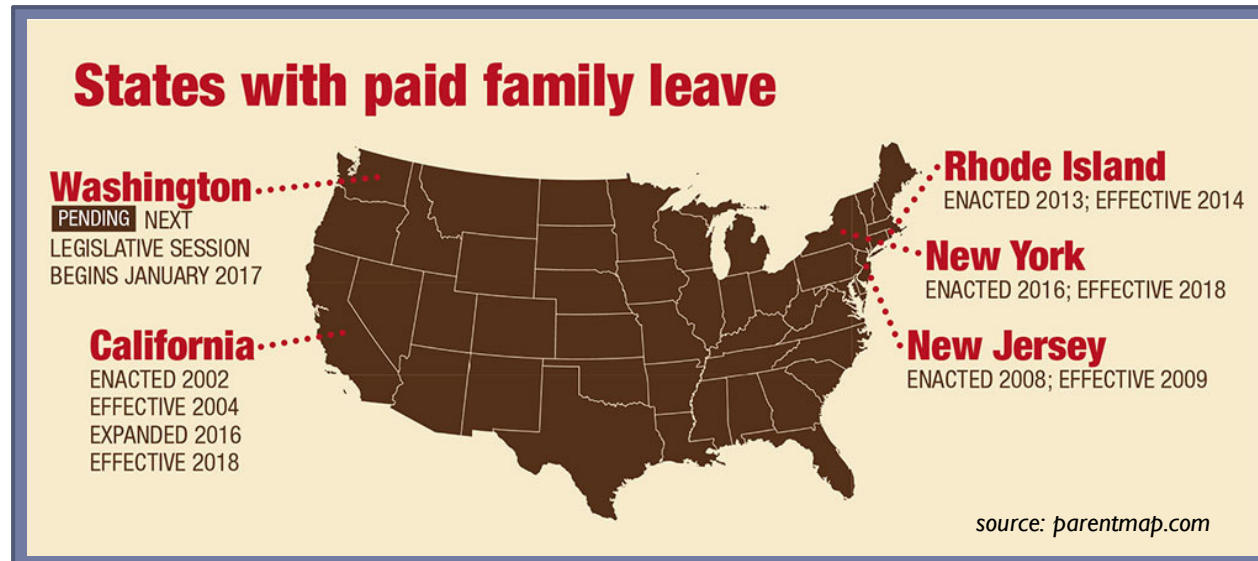 States with paid family leave
Washington
PENDING NEXT
LEGISLATIVE SESSION
BEGINS JANUARY 2017
California
ENACTED 2002
EFFECTIVE 2004
EXPANDED 2016
EFFECTIVE 2018
Rhode Island
ENACTED 2013; EFFECTIVE 2014
New York
ENACTED 2016; EFFECTIVE 2018
New Jersey
ENACTED 2008; EFFECTIVE 2009
source: parentmap.com